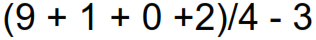 (9 + 1 + 0 +2)/4 - 3